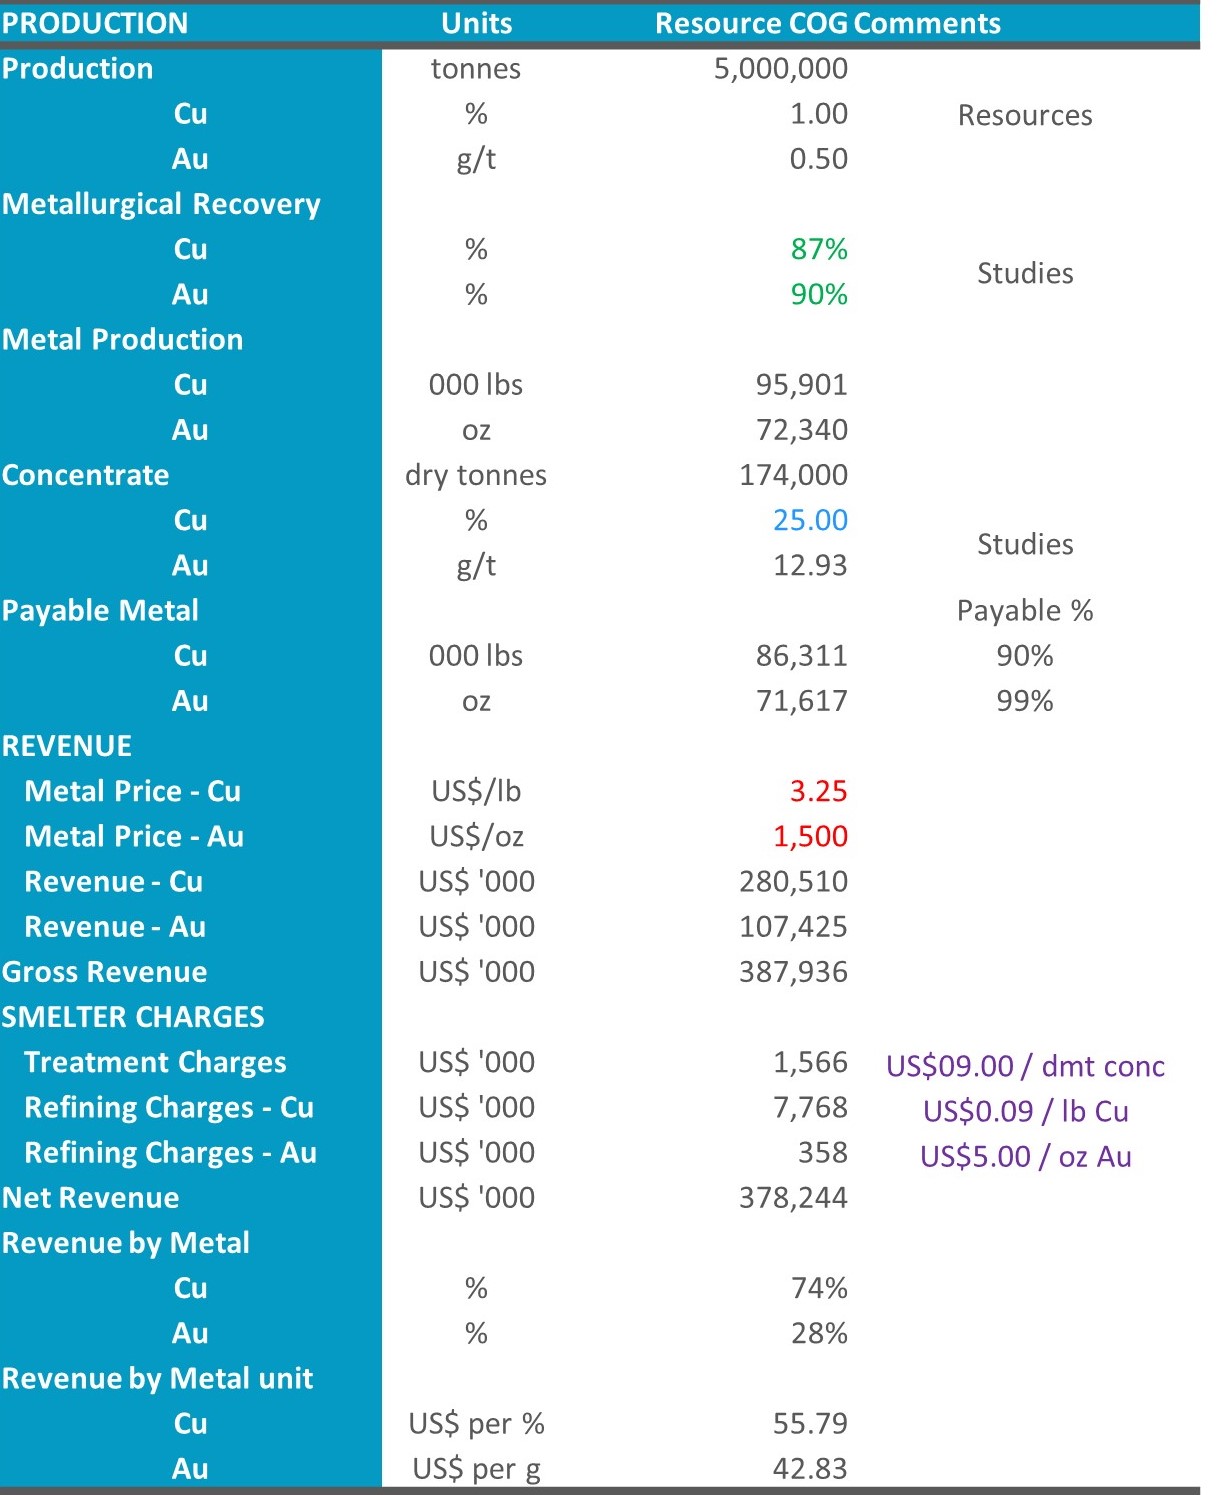 PRODUCTION Units Resource COG Comments
Production tonnes 5,000,000
Cu % 1.00 Resources
Au g/t 0.50
Metallurgical Recovery
Cu % 87%
Studies
Au % 90%
Metal Production
Cu 000 lbs 95,901
Au oz 72,340
Concentrate dry tonnes 174,000
Cu % 25.00
Studies
Au g/t 12.93
Payable Metal Payable %
Cu 000 lbs 86,311 90%
Au oz 71,617 99%
REVENUE
Metal Price - Cu US$/lb 3.25
Metal Price - Au US$/oz 1,500
Revenue - Cu US$ '000 280,510
Revenue - Au US$ '000 107,425
Gross Revenue US$ '000 387,936
SMELTER CHARGES
Treatment Charges US$ '000 1,566 US$09.00 / dmt conc
Refining Charges - Cu US$ '000 7,768 US$0.09 / lb Cu
Refining Charges - Au US$ '000 358 US$5.00 / oz Au
Net Revenue US$ '000 378,244
Revenue by Metal
Cu % 74%
Au % 28%
Revenue by Metal unit
Cu US$ per % 55.79
Au US$ per g 42.83